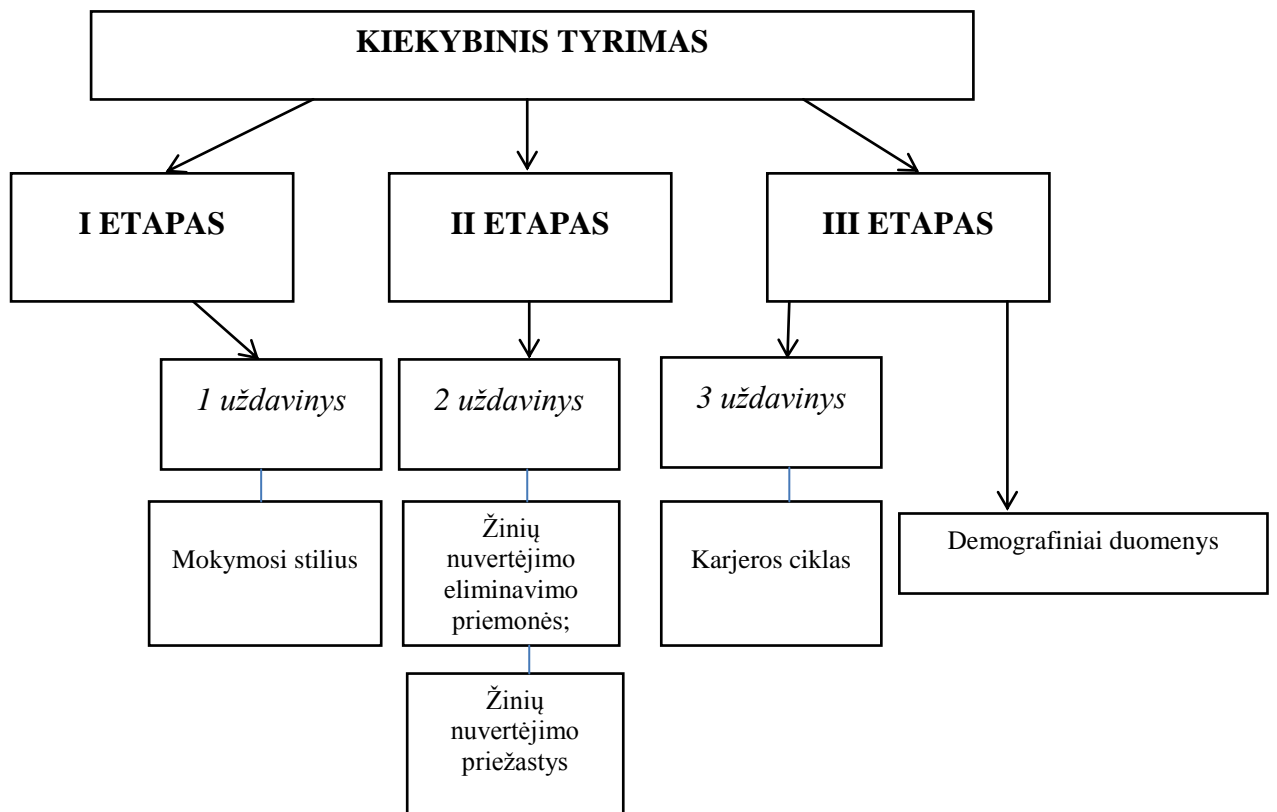 KIEKYBINIS TYRIMAS
I ETAPAS
II ETAPAS
III ETAPAS
1 uždavinys
2 uždavinys
3 uždavinys
Mokymosi stilius
Žinių
nuvertėjimo
eliminavimo
priemonės;
Karjeros ciklas
Demografiniai duomenys
Žinių
nuvertėjimo
priežastys